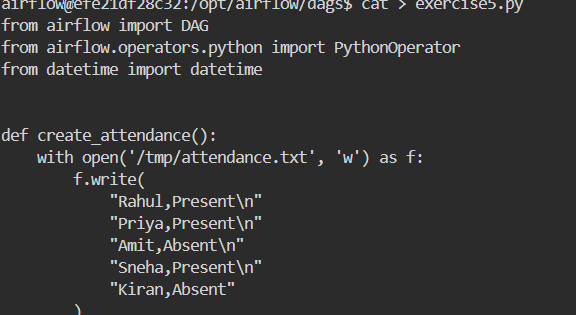 airflow@efe21df28c32:/opt/airflow/dags$ cat > exercise5.py
from airflow import DAG
from airflow.operators.python import PythonOperator
from datetime import datetime


def create_attendance():
    with open('/tmp/attendance.txt', 'w') as f:
        f.write(
            "Rahul,Present\n"
            "Priya,Present\n"
            "Amit,Absent\n"
            "Sneha,Present\n"
            "Kiran,Absent"
        )